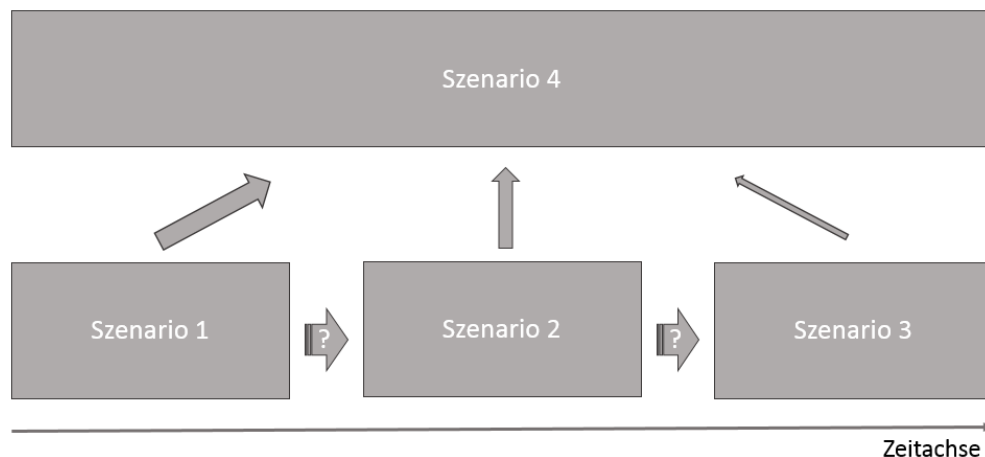 Szenario 4
Szenario 1
?
Szenario 2
?
Szenario 3
Zeitachse